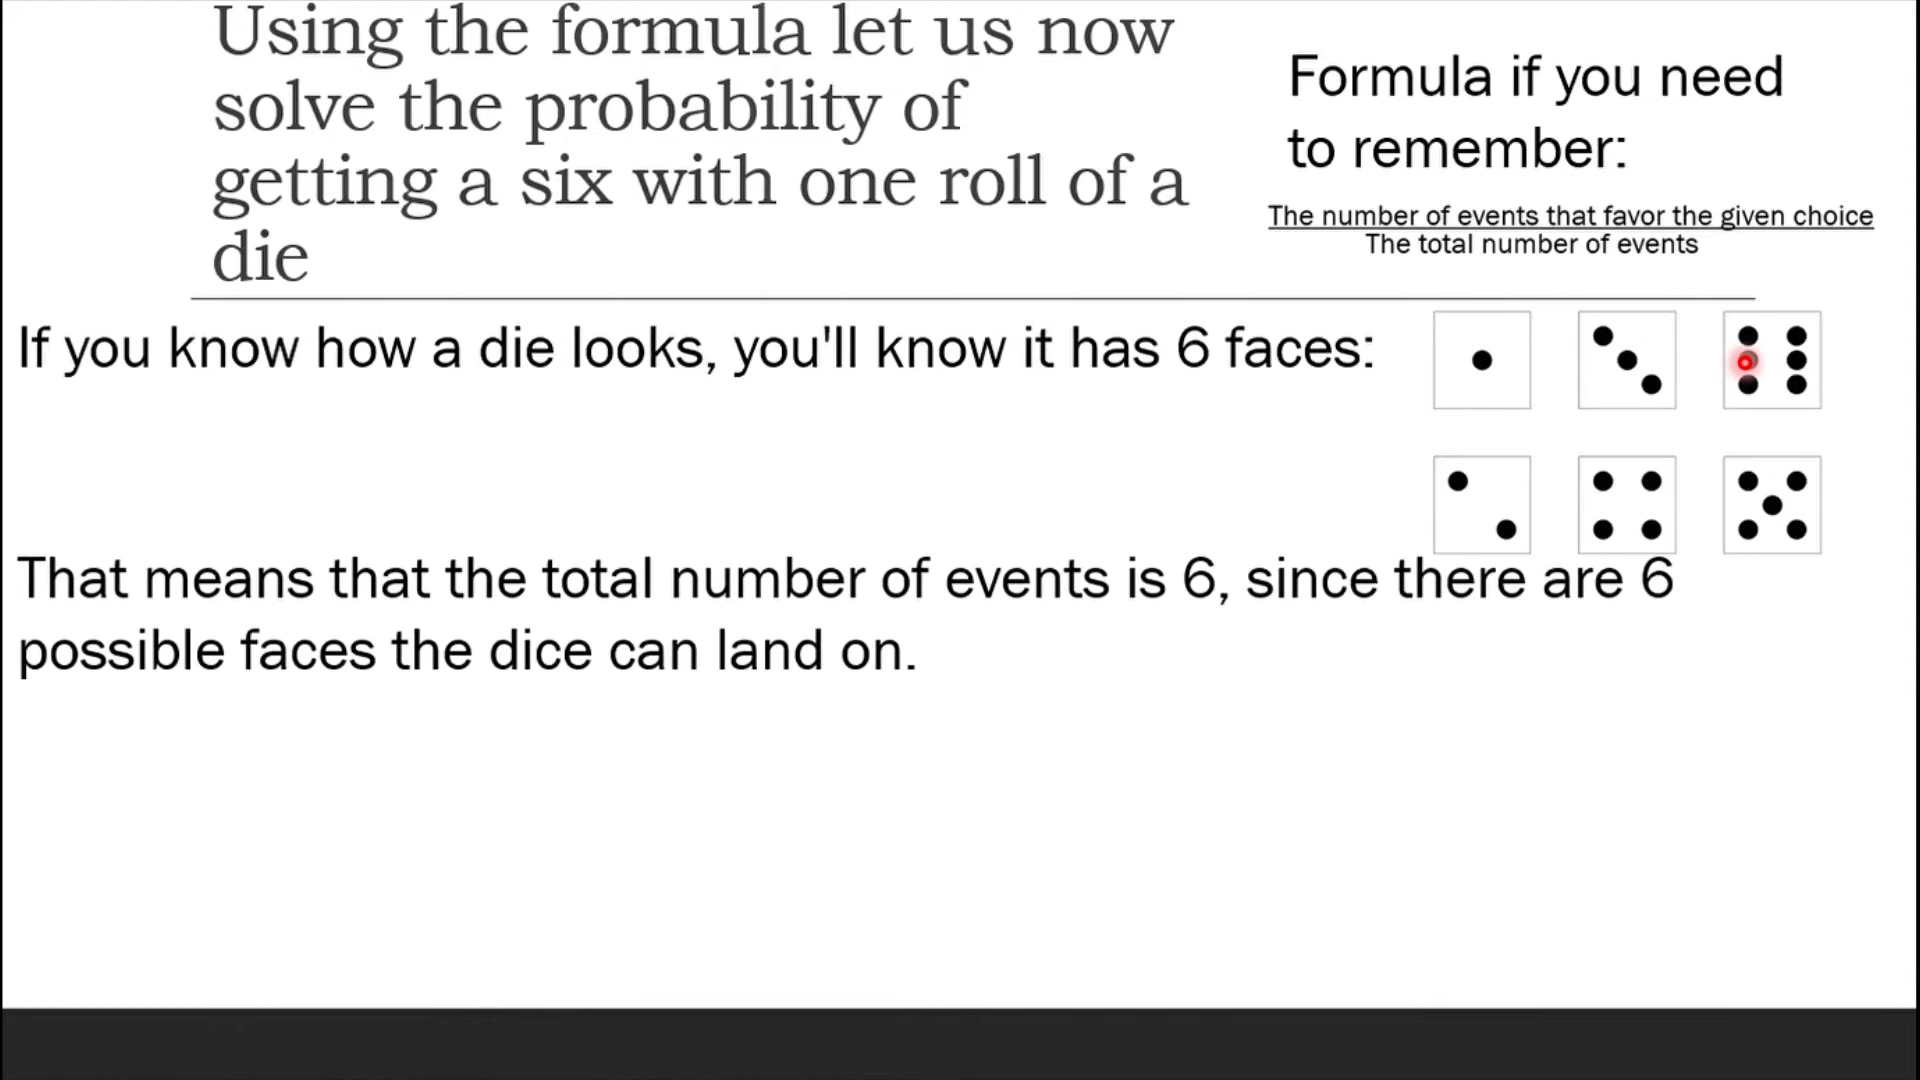 Using the formula let us now
solve the probability of
getting a six with one roll of a
die
Formula if you need
to remember:
The number of events that favor the given choice
The total number of events
If you know how a die looks, you'll know it has 6 faces:
That means that the total number of events is 6, since there are 6
possible faces the dice can land on.